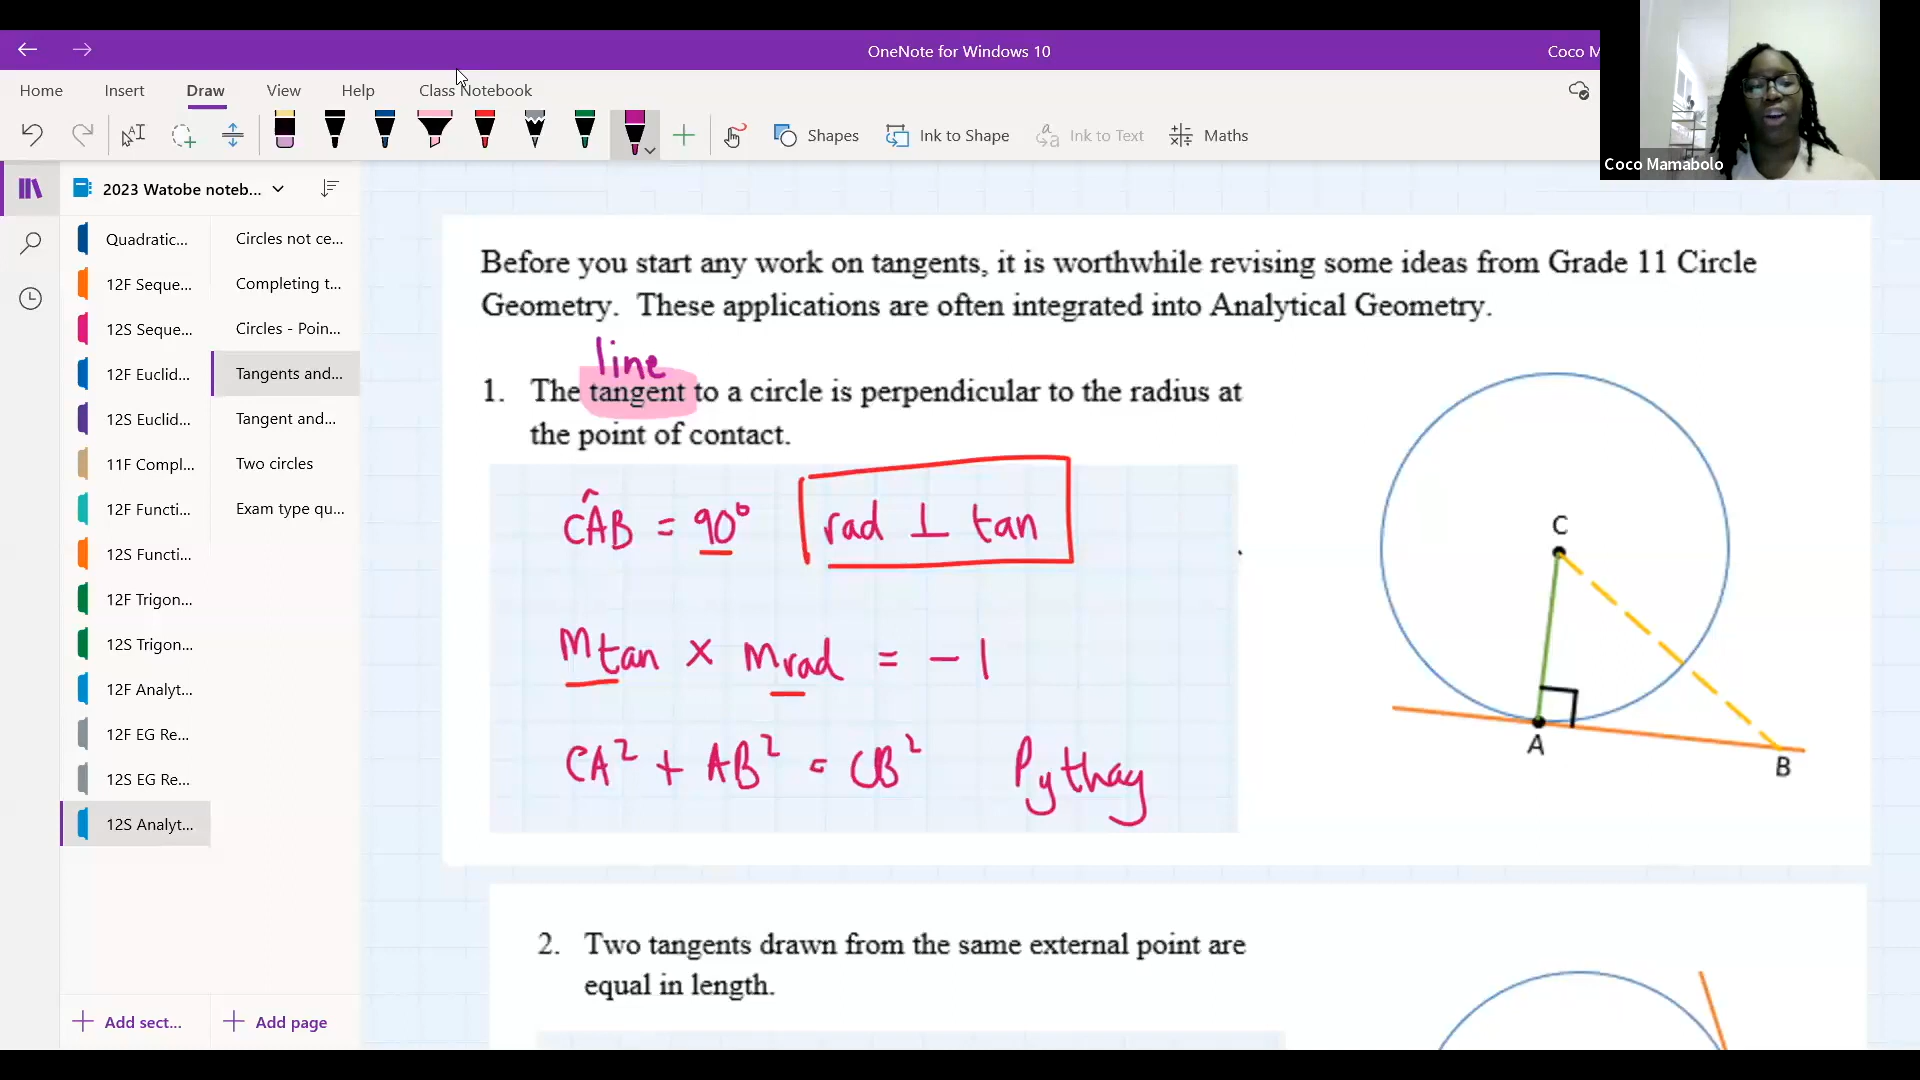 OneNote for Windows 10
Coco M
Home Insert Draw View Help Class Notebook
Shapes Ink to Shape Ink to Text Maths
Coco Mamabolo
2023 Watobe noteb...
Quadratic...
12F Seque...
12S Seque...
12F Euclid...
12S Euclid...
11F Compl...
12F Functi...
12S Functi...
12F Trigon...
12S Trigon...
12F Analyt...
12F EG Re...
12S EG Re...
12S Analyt...
Add sect...
Circles not ce...
Completing t...
Circles - Poin...
Tangents and...
Tangent and...
Two circles
Exam type qu...
Add page
Before you start any work on tangents, it is worthwhile revising some ideas from Grade 11 Circle
Geometry. These applications are often integrated into Analytical Geometry.
line
1. The tangent to a circle is perpendicular to the radius at
the point of contact.
CÂB = 90° rad ⊥ tan
mtan × mrad = -1
CA² + AB² = CB² Pythag
C
A
B
2. Two tangents drawn from the same external point are
equal in length.